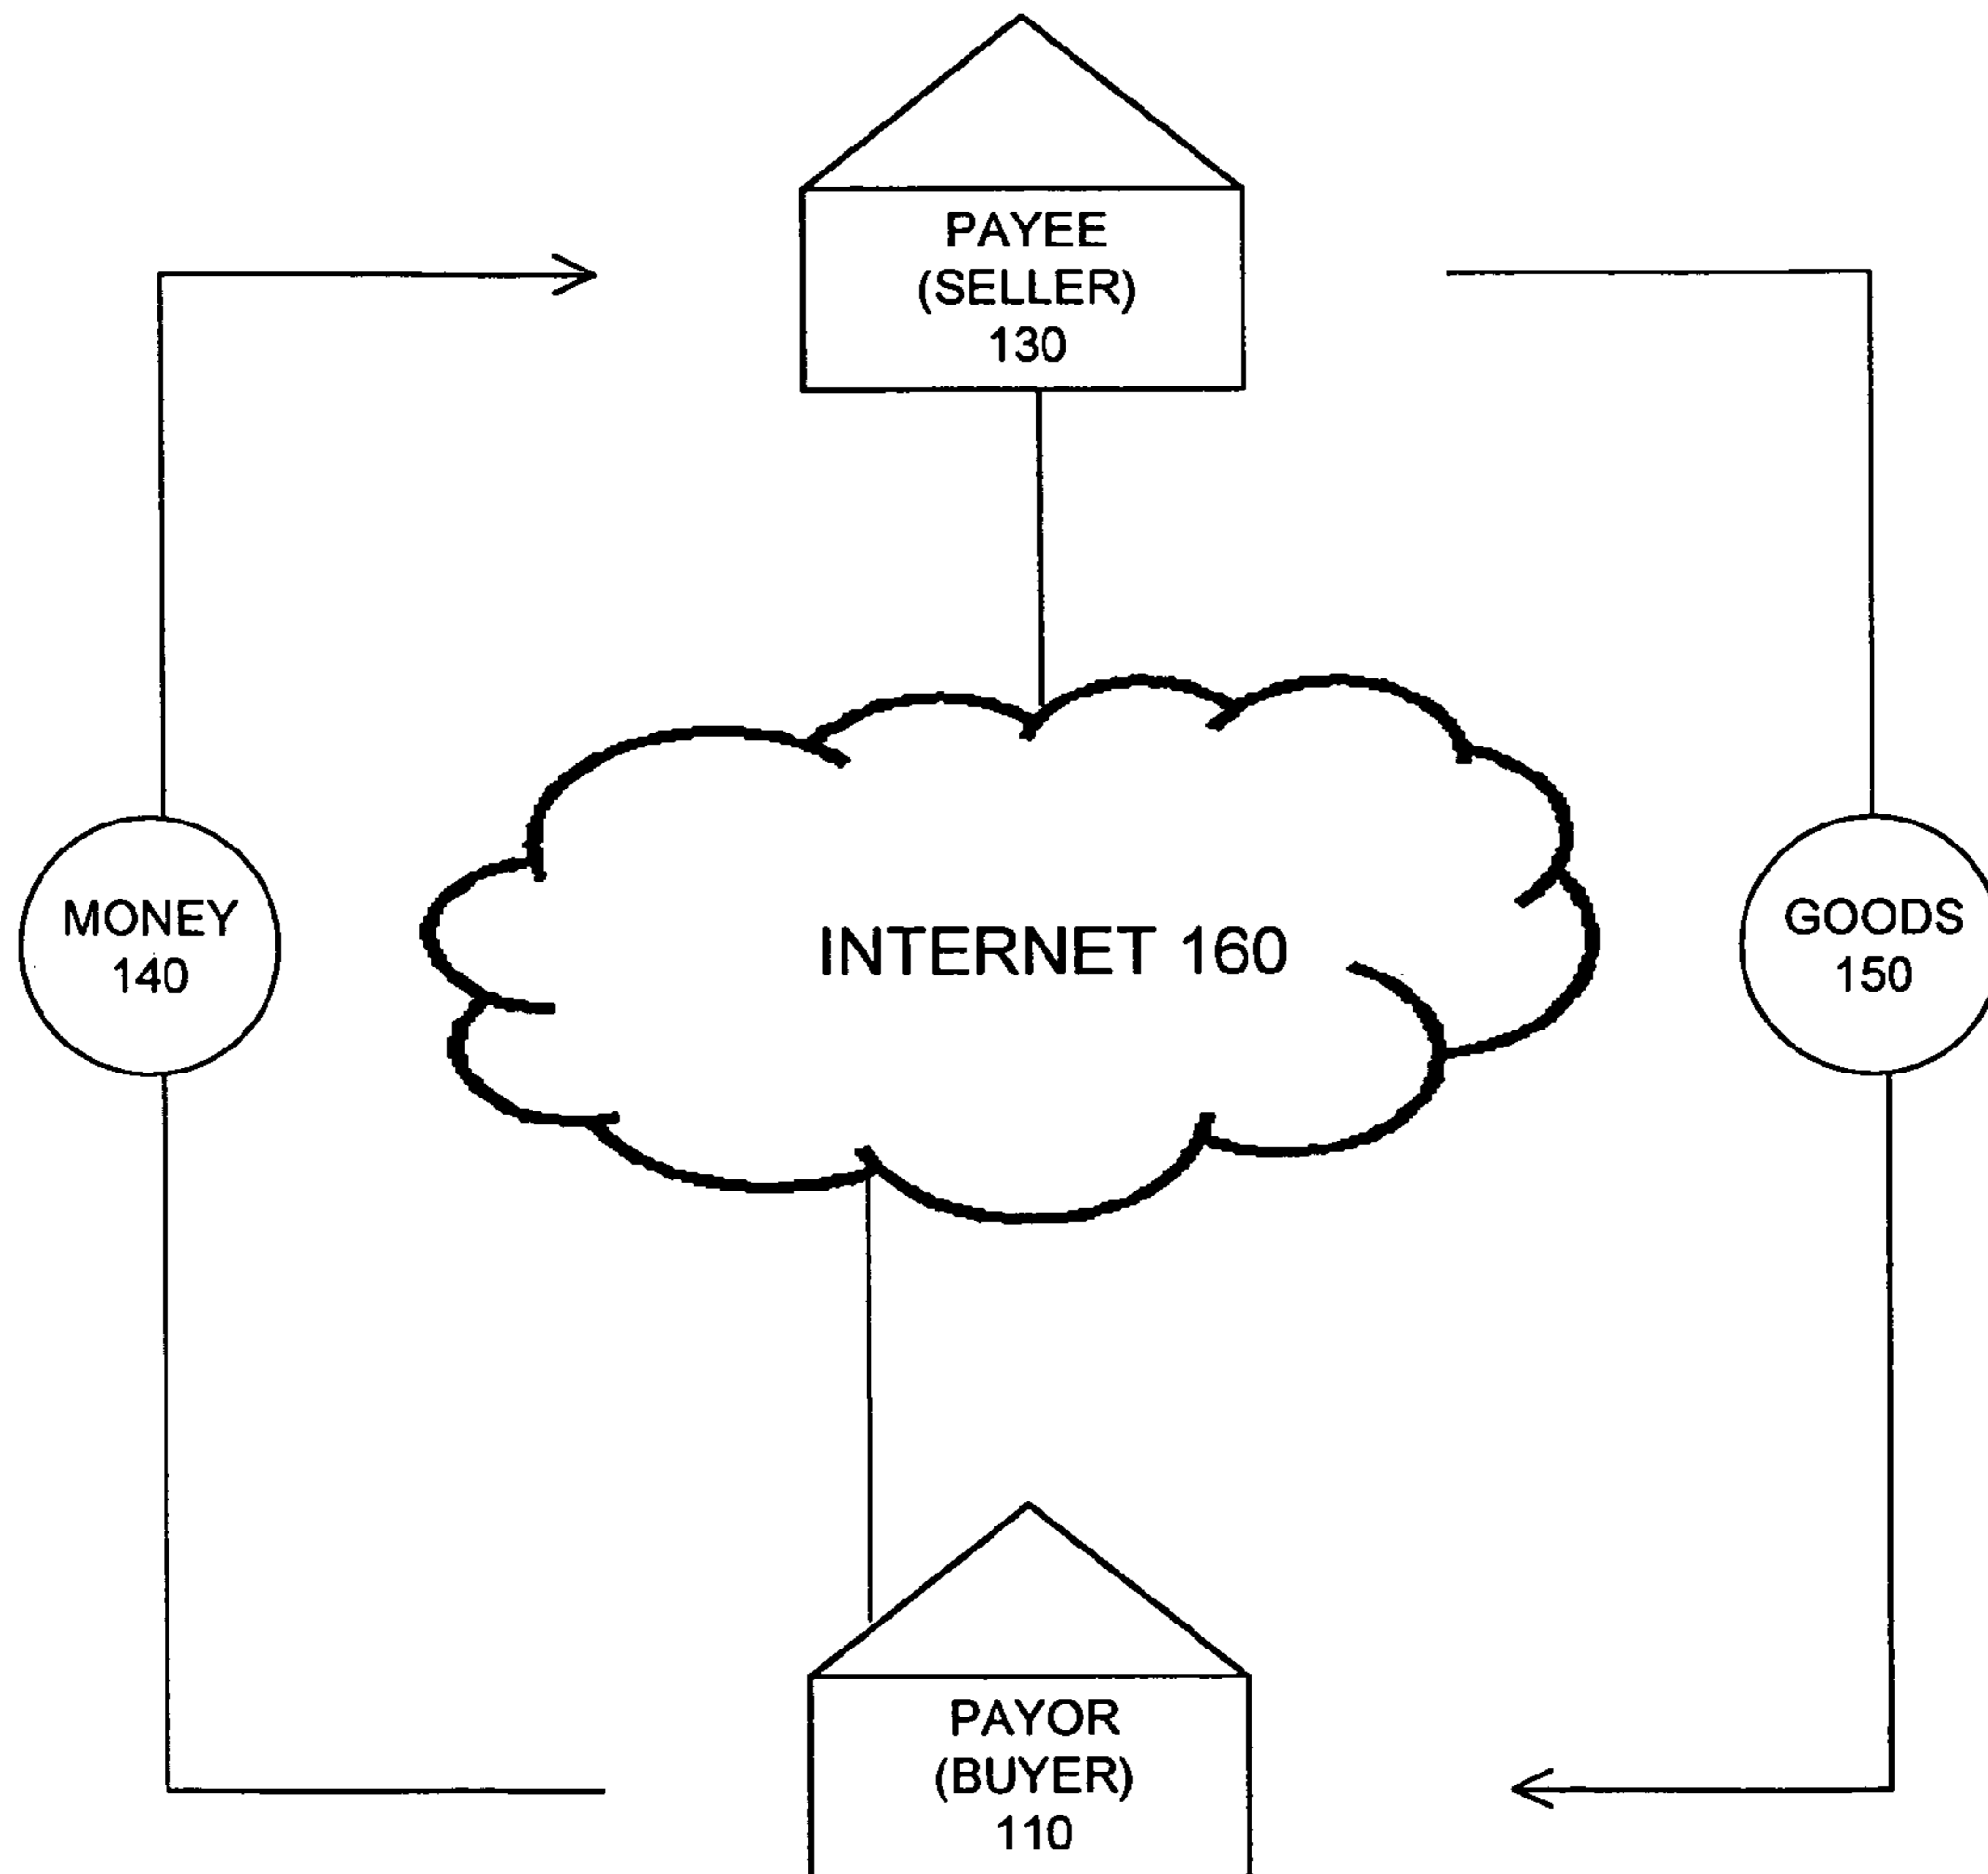 PAYEE
(SELLER)
130
MONEY
140
INTERNET 160
GOODS
150
PAYOR
(BUYER)
110